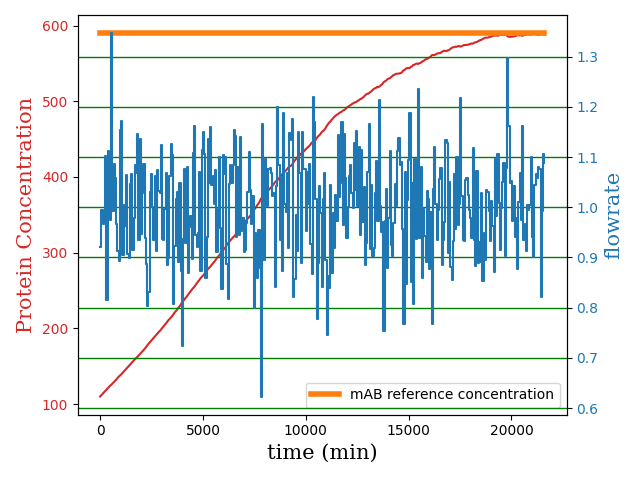 600
500
400
300
200
100
Protein Concentration
1.3
1.2
1.1
1.0
0.9
0.8
0.7
0.6
flowrate
mAB reference concentration
0 5000 10000 15000 20000
time (min)